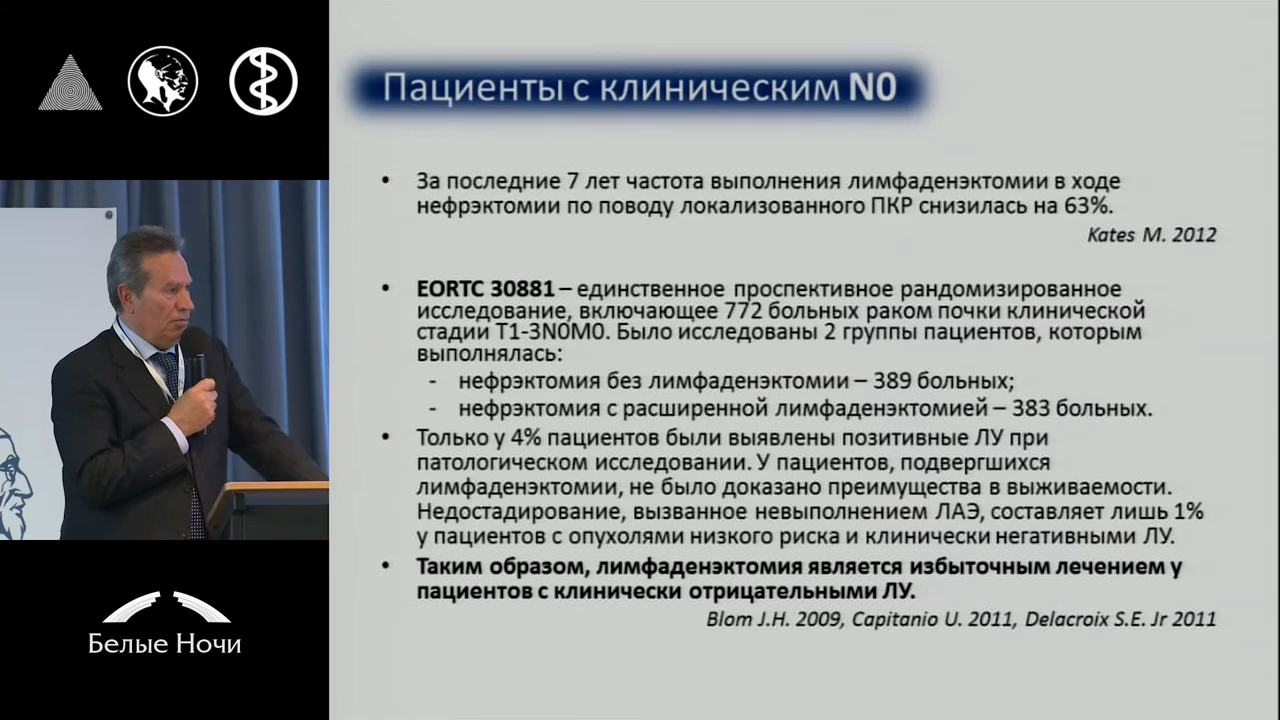 Пациенты с клиническим N0
• За последние 7 лет частота выполнения лимфаденэктомии в ходе
нефрэктомии по поводу локализованного ПКР снизилась на 63%.
Kates M. 2012
• EORTC 30881 – единственное проспективное рандомизированное
исследование, включающее 772 больных раком почки клинической
стадии T1-3N0M0. Было исследованы 2 группы пациентов, которым
выполнялась:
- нефрэктомия без лимфаденэктомии – 389 больных;
- нефрэктомия с расширенной лимфаденэктомией – 383 больных.
• Только у 4% пациентов были выявлены позитивные ЛУ при
патологическом исследовании. У пациентов, подвергшихся
лимфаденэктомии, не было доказано преимущества в выживаемости.
Недостадирование, вызванное невыполнением ЛАЭ, составляет лишь 1%
у пациентов с опухолями низкого риска и клинически негативными ЛУ.
• Таким образом, лимфаденэктомия является избыточным лечением у
пациентов с клинически отрицательными ЛУ.
Blom J.H. 2009, Capitanio U. 2011, Delacroix S.E. Jr 2011
Белые Ночи